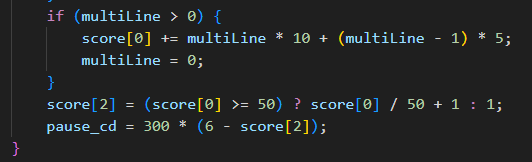 if (multiLine > 0) {
score[0] += multiLine * 10 + (multiLine - 1) * 5;
multiLine = 0;
}
score[2] = (score[0] >= 50) ? score[0] / 50 + 1 : 1;
pause_cd = 300 * (6 - score[2]);
}